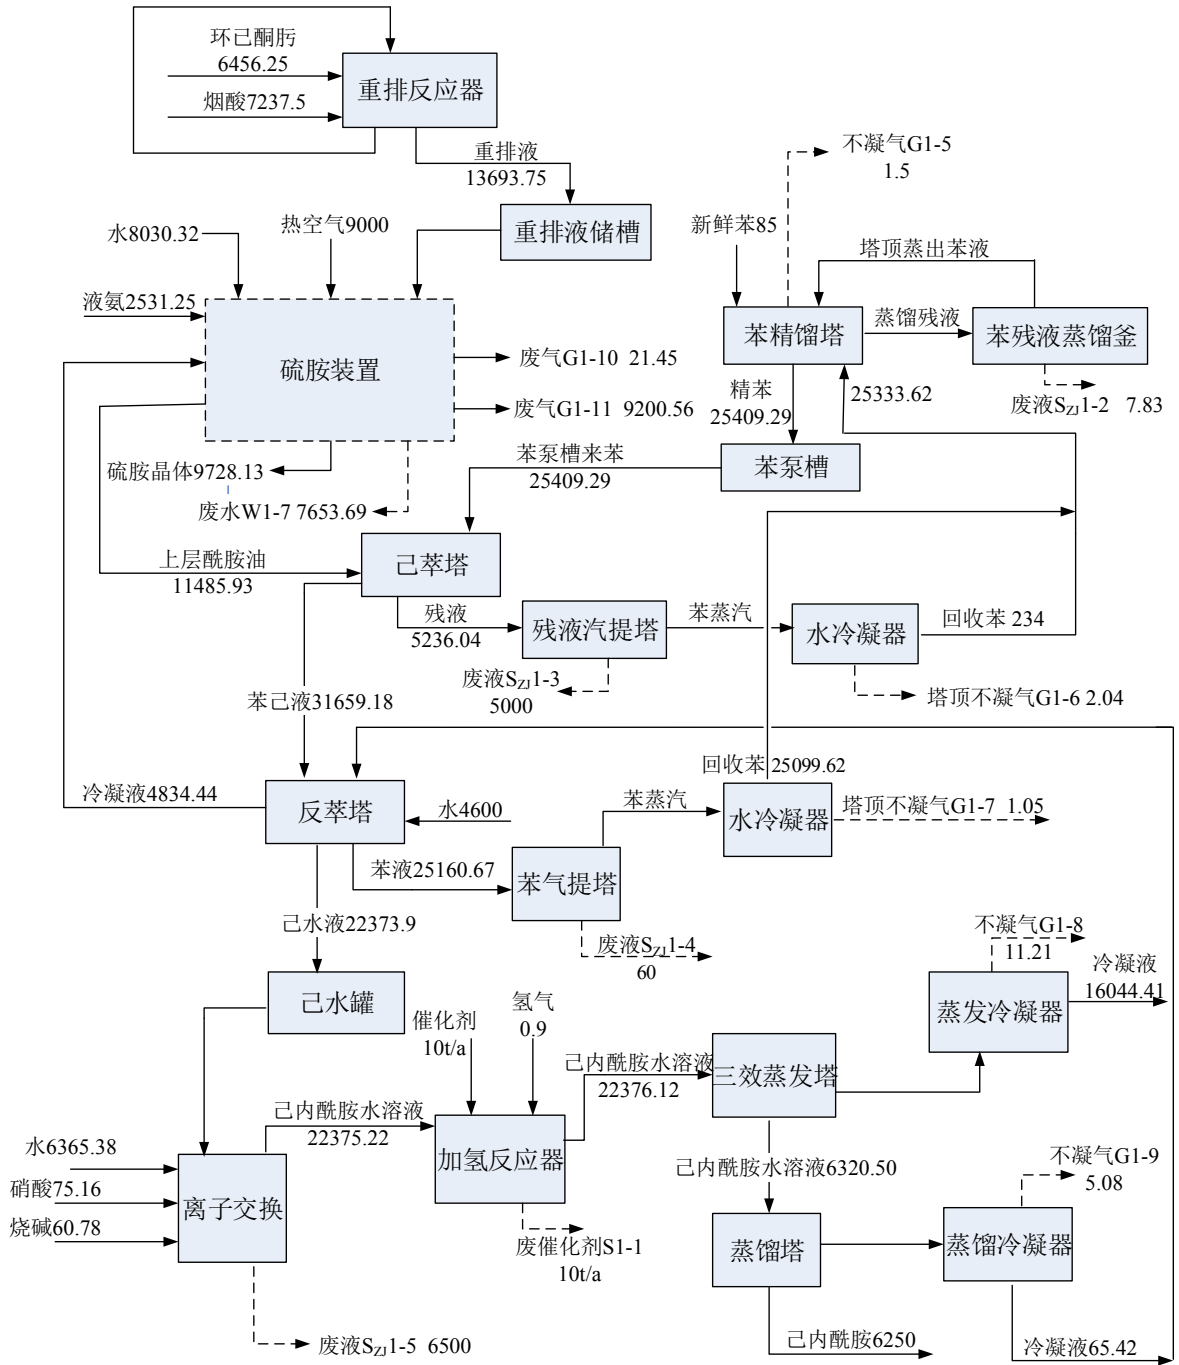 环己酮肟
6456.25
烟酸7237.5
重排反应器
重排液
13693.75
不凝气G1-5
1.5
水8030.32
热空气9000
重排液储槽
新鲜苯85
塔顶蒸出苯液
液氨2531.25
硫胺装置
苯精馏塔
蒸馏残液
苯残液蒸馏釜
废气G1-10 21.45
废气G1-11 9200.56
精苯
25409.29
25333.62
废液SZJ1-2 7.83
硫胺晶体9728.13
废水W1-7 7653.69
苯泵槽来苯
25409.29
苯泵槽
上层酰胺油
11485.93
己萃塔
残液
5236.04
残液汽提塔
苯蒸汽
水冷凝器
回收苯 234
废液SZJ1-3
5000
塔顶不凝气G1-6 2.04
苯己液31659.18
冷凝液4834.44
反萃塔
水4600
回收苯 25099.62
苯蒸汽
水冷凝器
塔顶不凝气G1-7 1.05
苯液25160.67
苯气提塔
己水液22373.9
废液SZJ1-4
60
不凝气G1-8
11.21
冷凝液
16044.41
己水罐
蒸发冷凝器
催化剂
10t/a
氢气
0.9
己内酰胺水溶液
22376.12
三效蒸发塔
己内酰胺水溶液
22375.22
加氢反应器
水6365.38
硝酸75.16
烧碱60.78
离子交换
己内酰胺水溶液6320.50
不凝气G1-9
5.08
废催化剂S1-1
10t/a
蒸馏塔
蒸馏冷凝器
废液SZJ1-5 6500
己内酰胺6250
冷凝液65.42